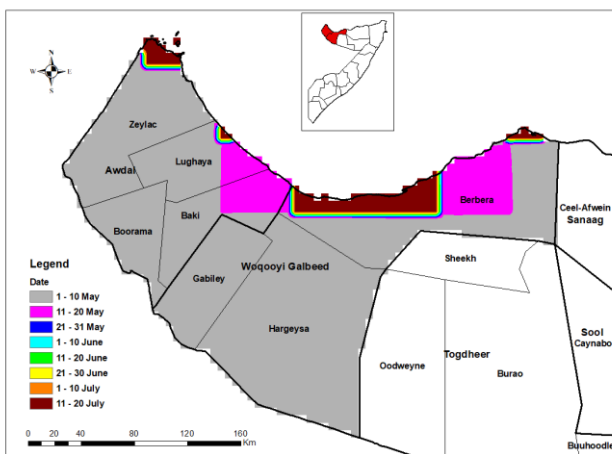 N
W E
S
Zeylac
Lughaya
Awdal
Baki
Boorama
Gabiley
Woqooyi Galbeed
Hargeysa
Berbera
Ceel-Afwein
Sanaag
Sheekh
Sool
Caynabo
Oodweyne
Togdheer
Burao
Buuhoodle
Legend
Date
1 - 10 May
11 - 20 May
21 - 31 May
1 - 10 June
11 - 20 June
21 - 30 June
1 - 10 July
11 - 20 July
0 20 40 80 120 160
Km